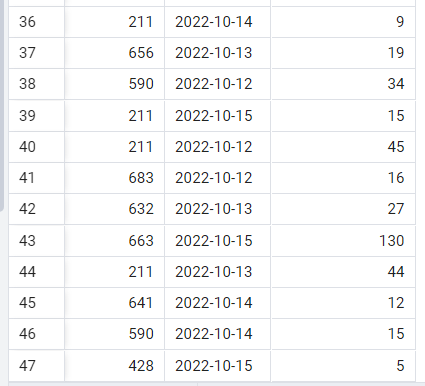 36 211 2022-10-14 9
37 656 2022-10-13 19
38 590 2022-10-12 34
39 211 2022-10-15 15
40 211 2022-10-12 45
41 683 2022-10-12 16
42 632 2022-10-13 27
43 663 2022-10-15 130
44 211 2022-10-13 44
45 641 2022-10-14 12
46 590 2022-10-14 15
47 428 2022-10-15 5